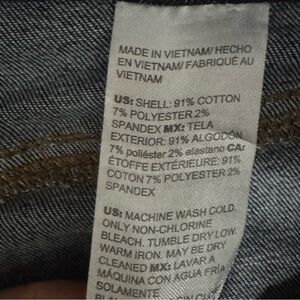 MADE IN VIETNAM/ HECHO
EN VIETNAM/ FABRIQUÉ AU
VIETNAM
US: SHELL: 91% COTTON
7% POLYESTER 2%
SPANDEX MX: TELA
EXTERIOR: 91% ALGODÓN
7% poliéster 2% elastano CA:
ÉTOFFE EXTÉRIEURE: 91%
COTON 7% POLYESTER 2%
SPANDEX
US: MACHINE WASH COLD.
ONLY NON-CHLORINE
BLEACH. TUMBLE DRY LOW.
WARM IRON. MAY BE DRY
CLEANED MX: LAVAR A
MÁQUINA CON AGUA FRÍA
SOLAMENTE